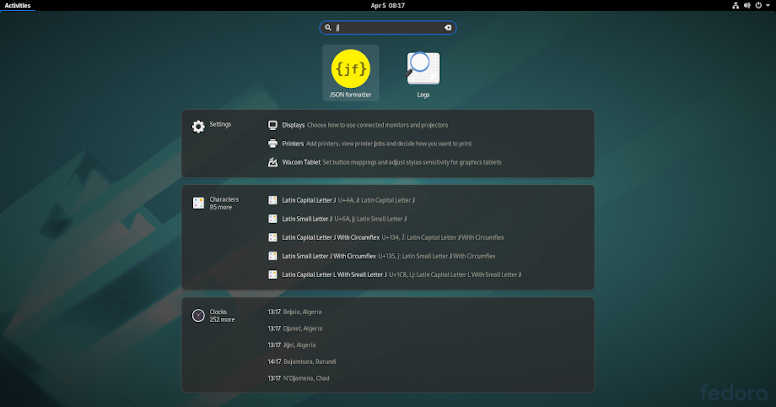 Activities
Apr 5 08:17
j
{jf}
JSON formatter
Logs
Settings
Displays Choose how to use connected monitors and projectors
Printers Add printers, view printer jobs and decide how you want to print
Wacom Tablet Set button mappings and adjust stylus sensitivity for graphics tablets
Characters
95 more
Latin Capital Letter J U+4A, J: Latin Capital Letter J
Latin Small Letter J U+6A, j: Latin Small Letter J
Latin Capital Letter J With Circumflex U+134, Ĵ: Latin Capital Letter J With Circumflex
Latin Small Letter J With Circumflex U+135, ĵ: Latin Small Letter J With Circumflex
Latin Capital Letter L With Small Letter J U+1C8, Lj: Latin Capital Letter L With Small Letter J
Clocks
252 more
13:17 Bejaia, Algeria
13:17 Djanet, Algeria
13:17 Jijel, Algeria
14:17 Bujumbura, Burundi
13:17 N'Djamena, Chad
fedora